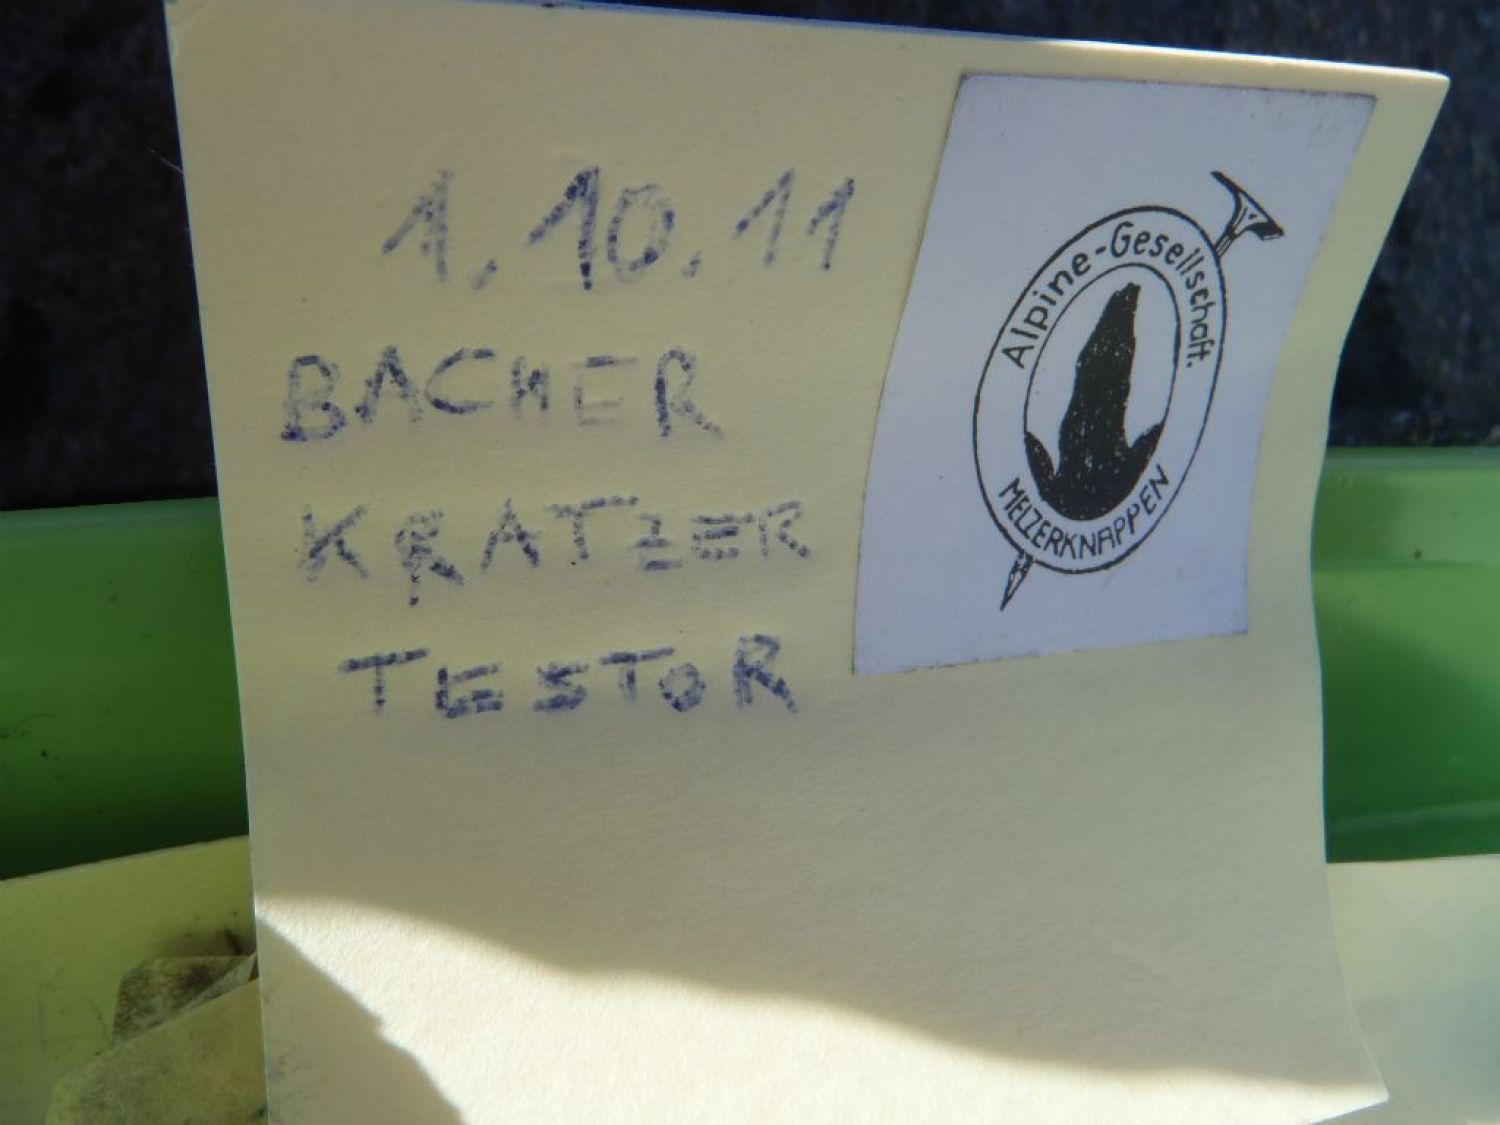 1.10.11
BACHER
KRATZER
TESTOR
Alpine-Gesellschaft.
MELZERKNAPPEN